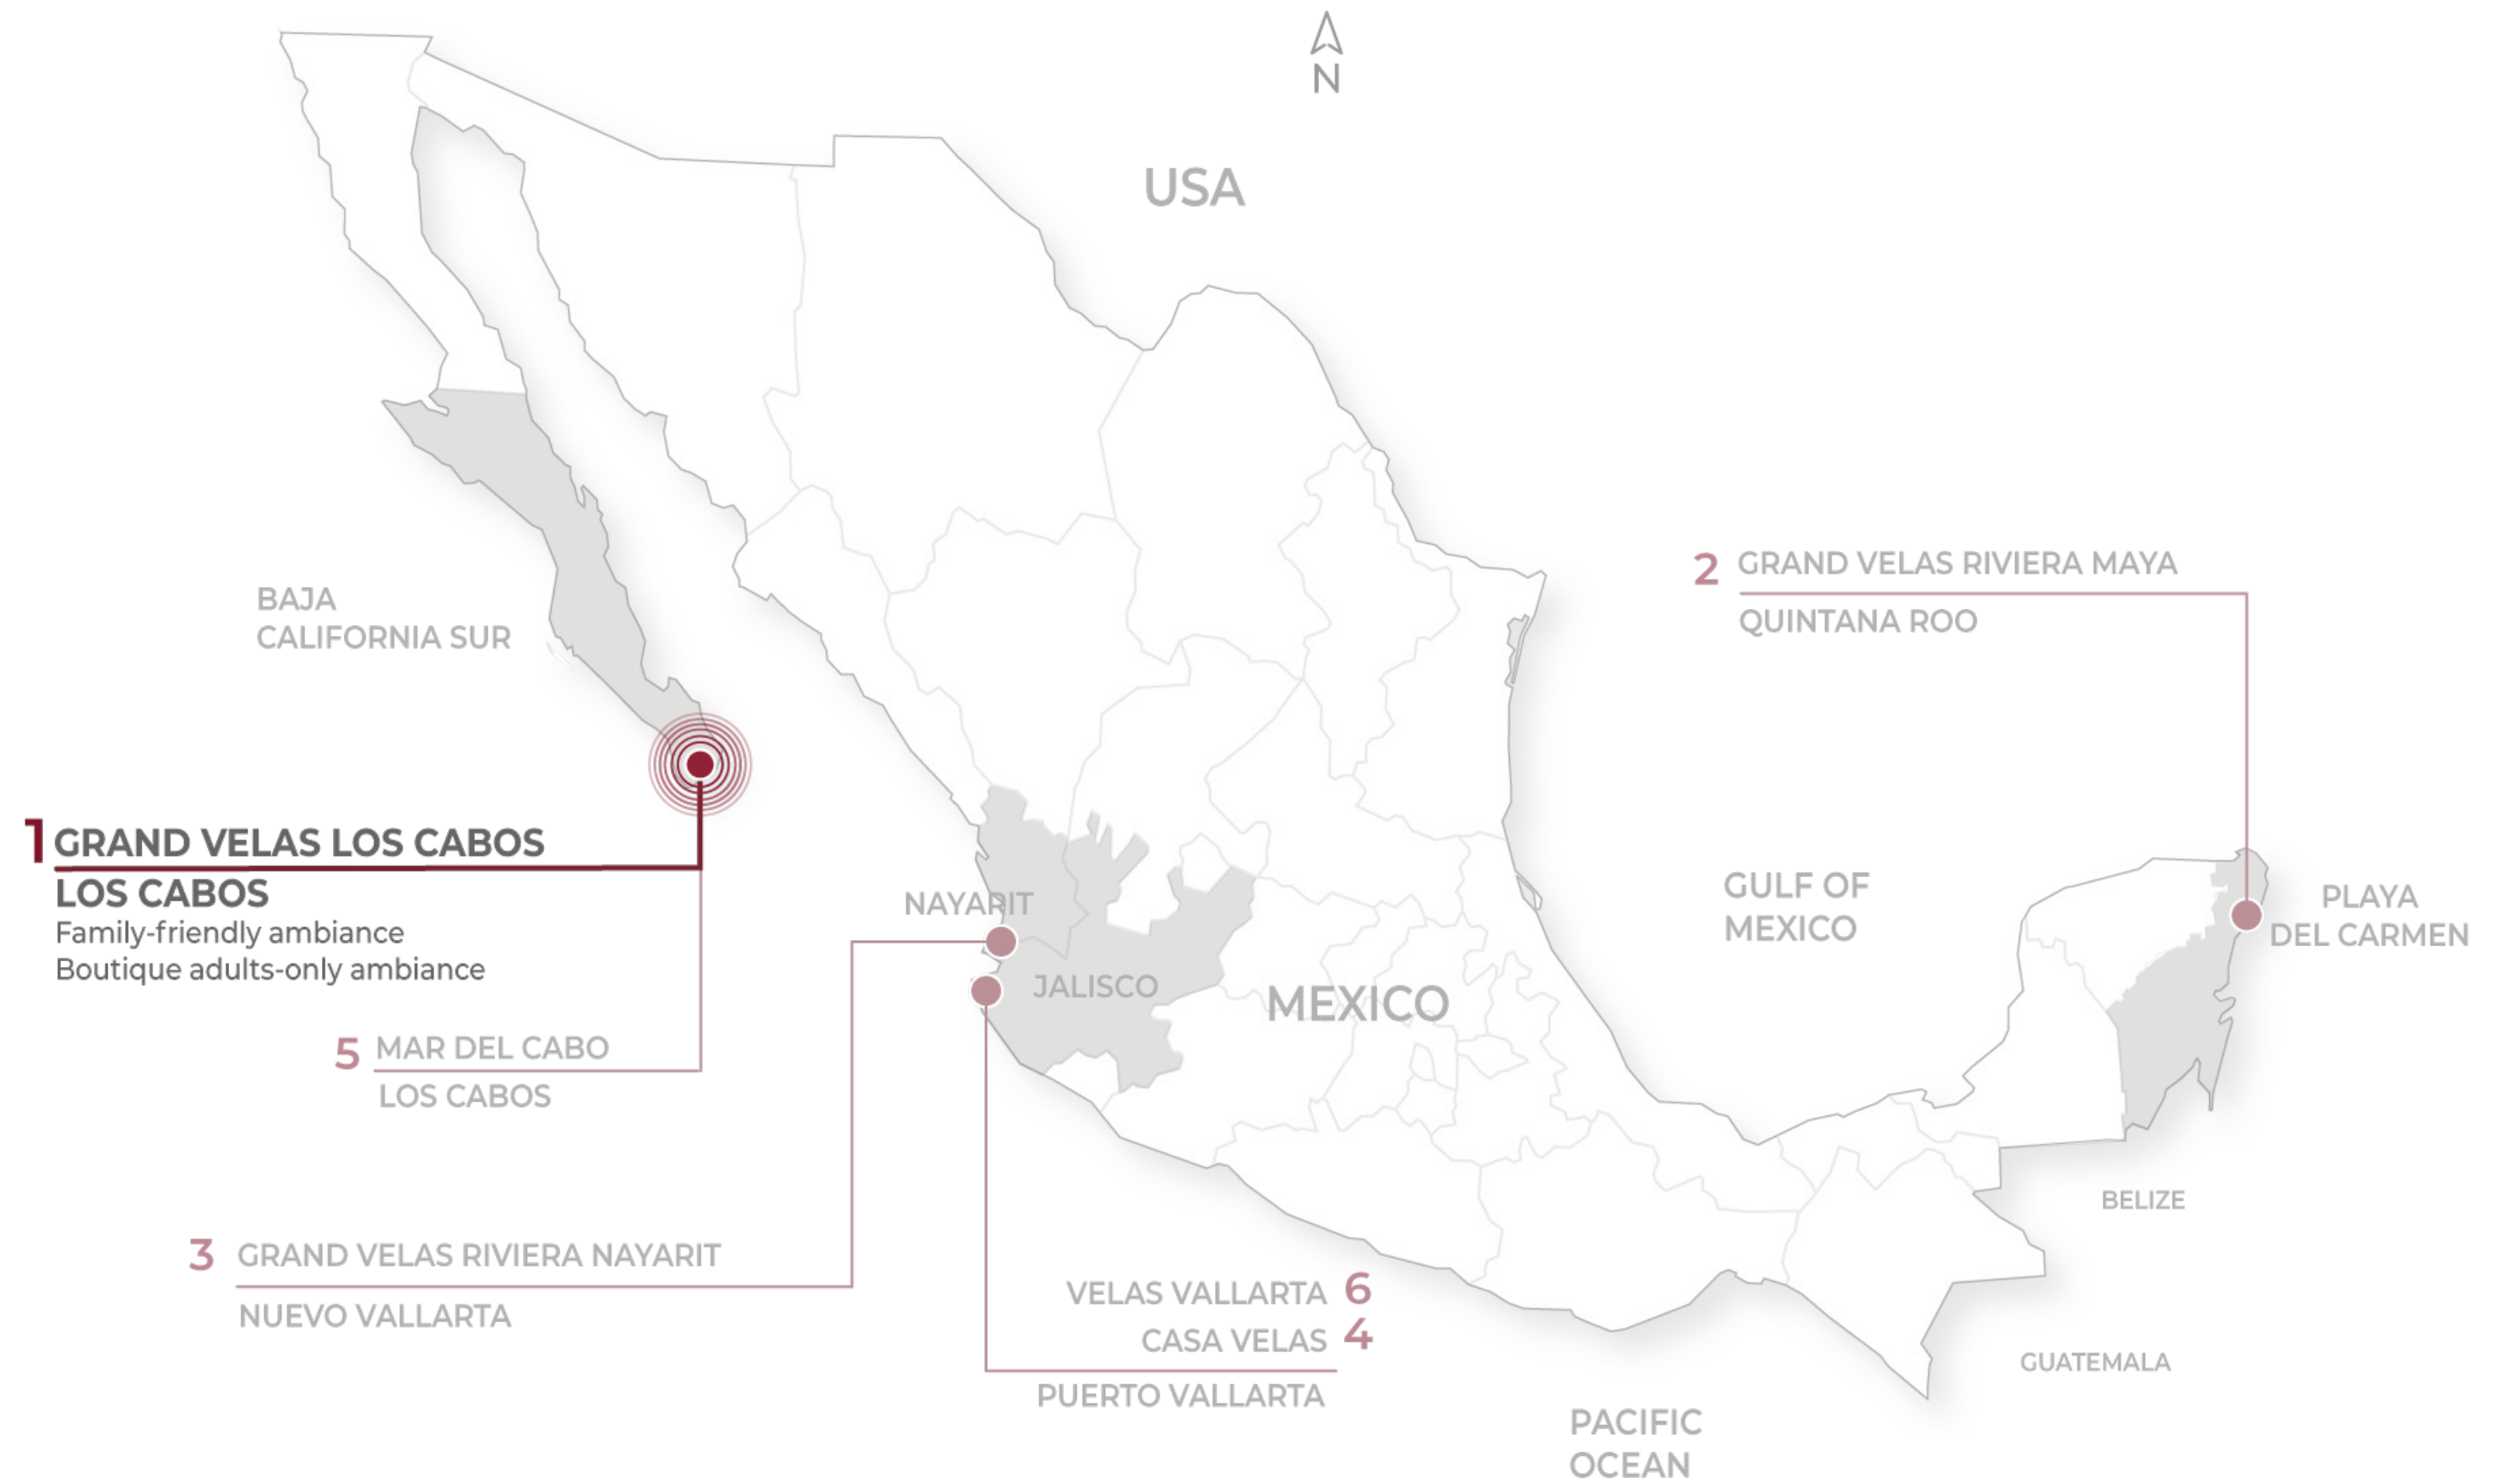 N
USA
BAJA
CALIFORNIA SUR
2 GRAND VELAS RIVIERA MAYA
QUINTANA ROO
1 GRAND VELAS LOS CABOS
LOS CABOS
Family-friendly ambiance
Boutique adults-only ambiance
NAYARIT
GULF OF
MEXICO
PLAYA
DEL CARMEN
JALISCO
MEXICO
5 MAR DEL CABO
LOS CABOS
BELIZE
3 GRAND VELAS RIVIERA NAYARIT
NUEVO VALLARTA
VELAS VALLARTA 6
CASA VELAS 4
PUERTO VALLARTA
GUATEMALA
PACIFIC
OCEAN